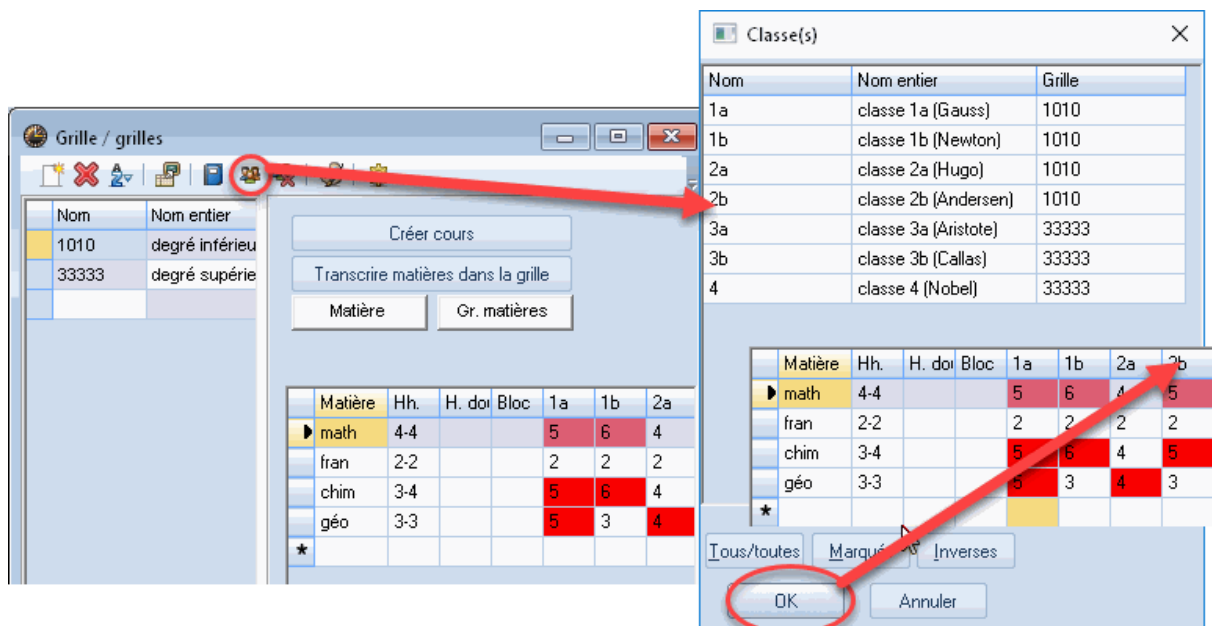 Grille / grilles
Nom Nom entier
1010 degré inférieu
33333 degré supérie
Créer cours
Transcrire matières dans la grille
Matière Gr. matières
Matière Hh. H. dou Bloc 1a 1b 2a
math 4-4 5 6 4
fran 2-2 2 2 2
chim 3-4 5 6 4
géo 3-3 5 3 4
*
Classe(s)
Nom Nom entier Grille
1a classe 1a (Gauss) 1010
1b classe 1b (Newton) 1010
2a classe 2a (Hugo) 1010
2b classe 2b (Andersen) 1010
3a classe 3a (Aristote) 33333
3b classe 3b (Callas) 33333
4 classe 4 (Nobel) 33333
Matière Hh. H. dou Bloc 1a 1b 2a 2b
math 4-4 5 6 4 5
fran 2-2 2 2 2 2
chim 3-4 5 6 4 5
géo 3-3 5 3 4 3
*
Tous/toutes Marqué Inverses
OK Annuler